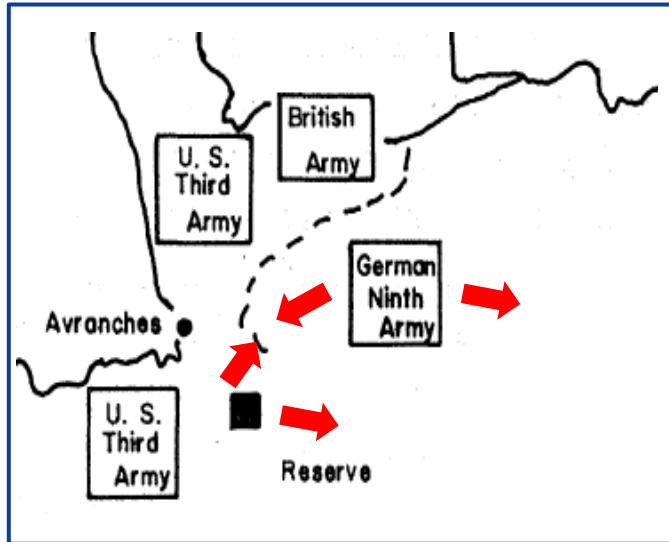 British
Army
U. S.
Third
Army
German
Ninth
Army
Avranches
U. S.
Third
Army
Reserve